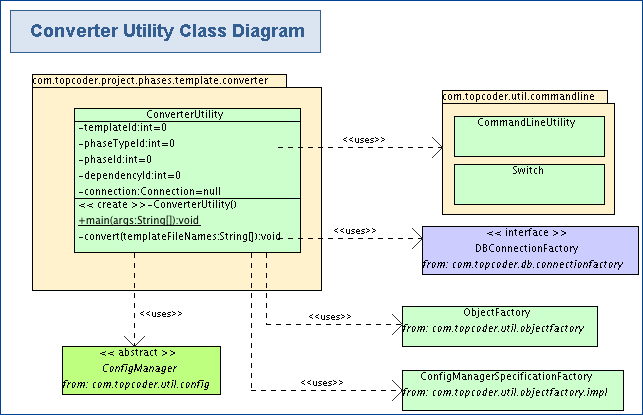 Converter Utility Class Diagram
com.topcoder.project.phases.template.converter
ConverterUtility
-templateId:int=0
-phaseTypeId:int=0
-phaseId:int=0
-dependencyId:int=0
-connection:Connection=null
<< create >>-ConverterUtility()
+main(args:String[]):void
-convert(templateFileNames:String[]):void
<<uses>>
com.topcoder.util.commandline
CommandLineUtility
Switch
<<uses>>
<< interface >>
DBConnectionFactory
from: com.topcoder.db.connectionfactory
<<uses>>
<<uses>>
ObjectFactory
from: com.topcoder.util.objectfactory
<< abstract >>
ConfigManager
from: com.topcoder.util.config
<<uses>>
ConfigManagerSpecificationFactory
from: com.topcoder.util.objectfactory.impl